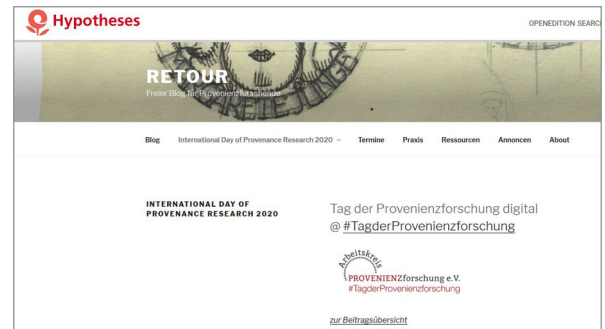 Hypotheses
OPENEDITION SEARC
RETOUR
Freier Blog für Provenienzforschende
Blog
International Day of Provenance Research 2020
Termine
Praxis
Ressourcen
Annoncen
About
INTERNATIONAL DAY OF
PROVENANCE RESEARCH 2020
Tag der Provenienzforschung digital
@ #TagderProvenienzforschung
Arbeitskreis
PROVENIENZforschung e.V.
#TagderProvenienzforschung
zur Beitragsübersicht